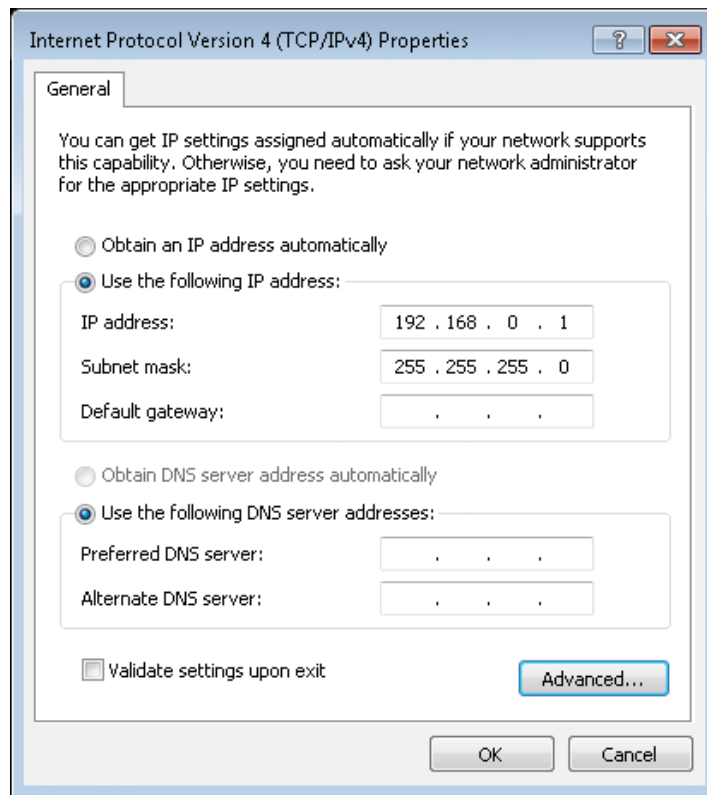 Internet Protocol Version 4 (TCP/IPv4) Properties
?
General
You can get IP settings assigned automatically if your network supports
this capability. Otherwise, you need to ask your network administrator
for the appropriate IP settings.
Obtain an IP address automatically
Use the following IP address:
IP address: 192 . 168 . 0 . 1
Subnet mask: 255 . 255 . 255 . 0
Default gateway: . . .
Obtain DNS server address automatically
Use the following DNS server addresses:
Preferred DNS server: . . .
Alternate DNS server: . . .
Validate settings upon exit
Advanced...
OK Cancel